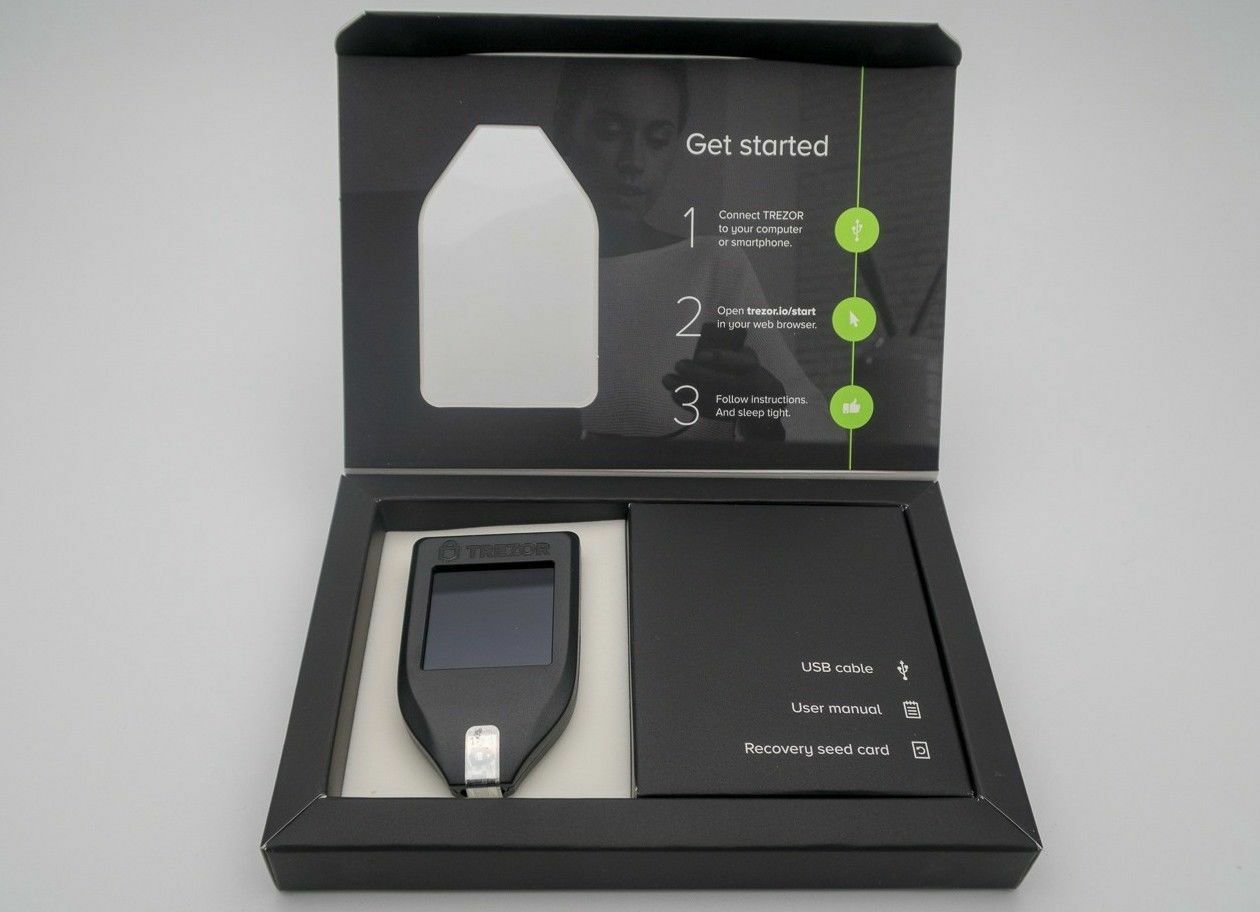 Get started
1
Connect TREZOR
to your computer
or smartphone.
2
Open trezor.io/start
in your web browser.
3
Follow instructions.
And sleep tight.
TREZOR
USB cable
User manual
Recovery seed card